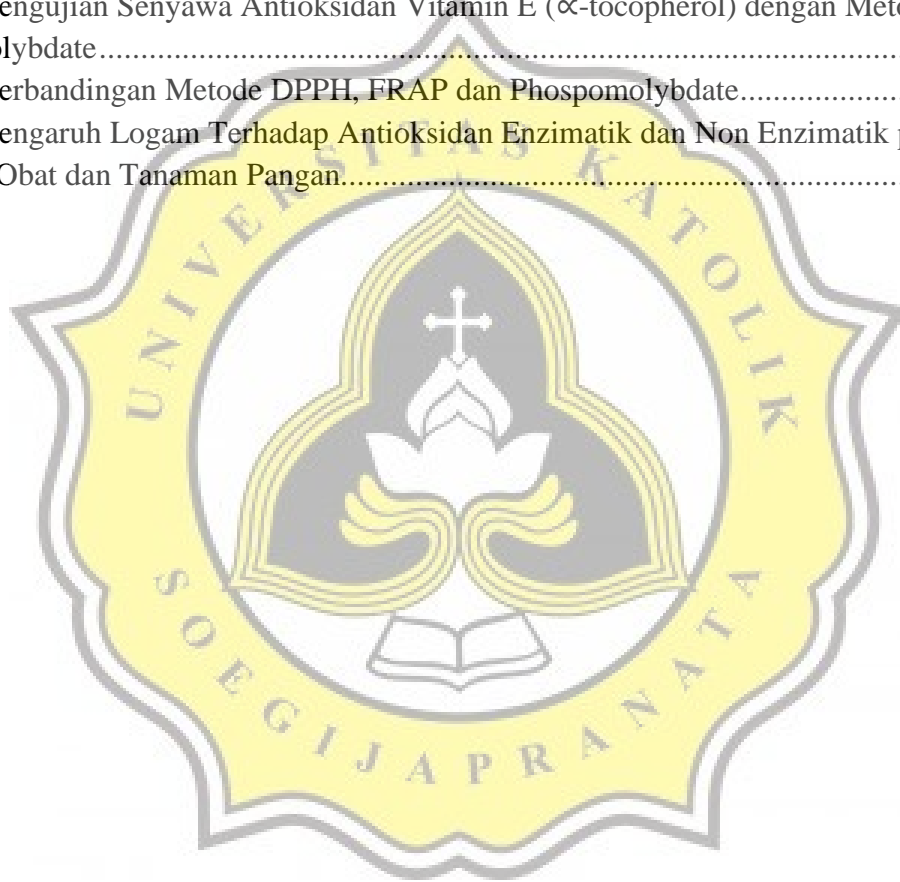 engujian Senyawa Antioksidan Vitamin E (∝-tocopherol) dengan Meto
olybdate
erbandingan Metode DPPH, FRAP dan Phospomolybdate
engaruh Logam Terhadap Antioksidan Enzimatik dan Non Enzimatik p
Obat dan Tanaman Pangan
UNIVERSITAS KATOLIK
SOEGIJAPRANATA